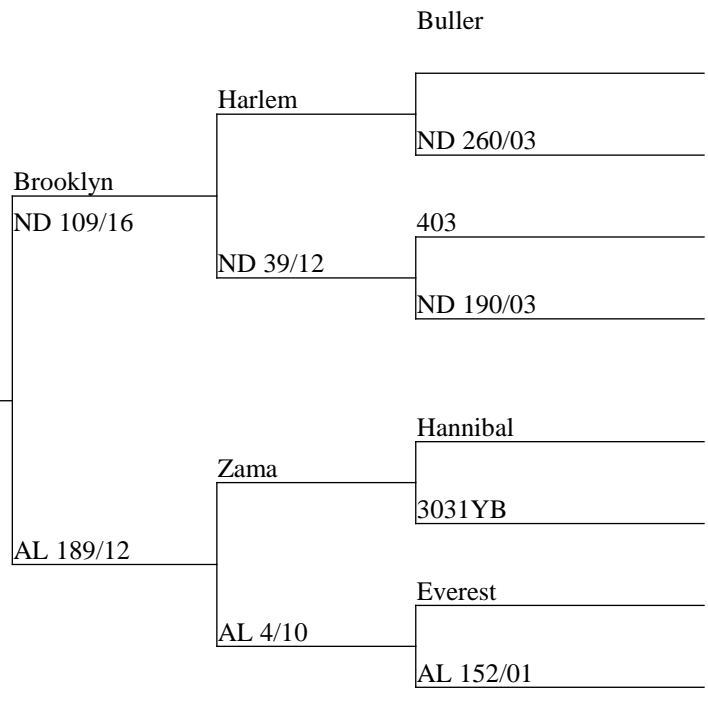 Buller
Harlem
ND 260/03
Brooklyn
ND 109/16
403
ND 39/12
ND 190/03
Hannibal
Zama
3031YB
AL 189/12
Everest
AL 4/10
AL 152/01